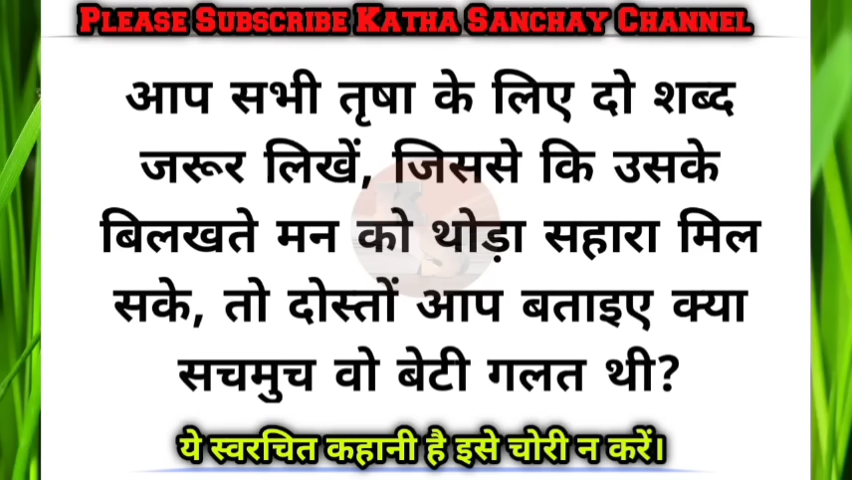 PLEASE SUBSCRIBE KATHA SANCHAY CHANNEL
आप सभी तृषा के लिए दो शब्द
जरूर लिखें, जिससे कि उसके
बिलखते मन को थोड़ा सहारा मिल
सके, तो दोस्तों आप बताइए क्या
सचमुच वो बेटी गलत थी?
ये स्वरचित कहानी है इसे चोरी न करें।